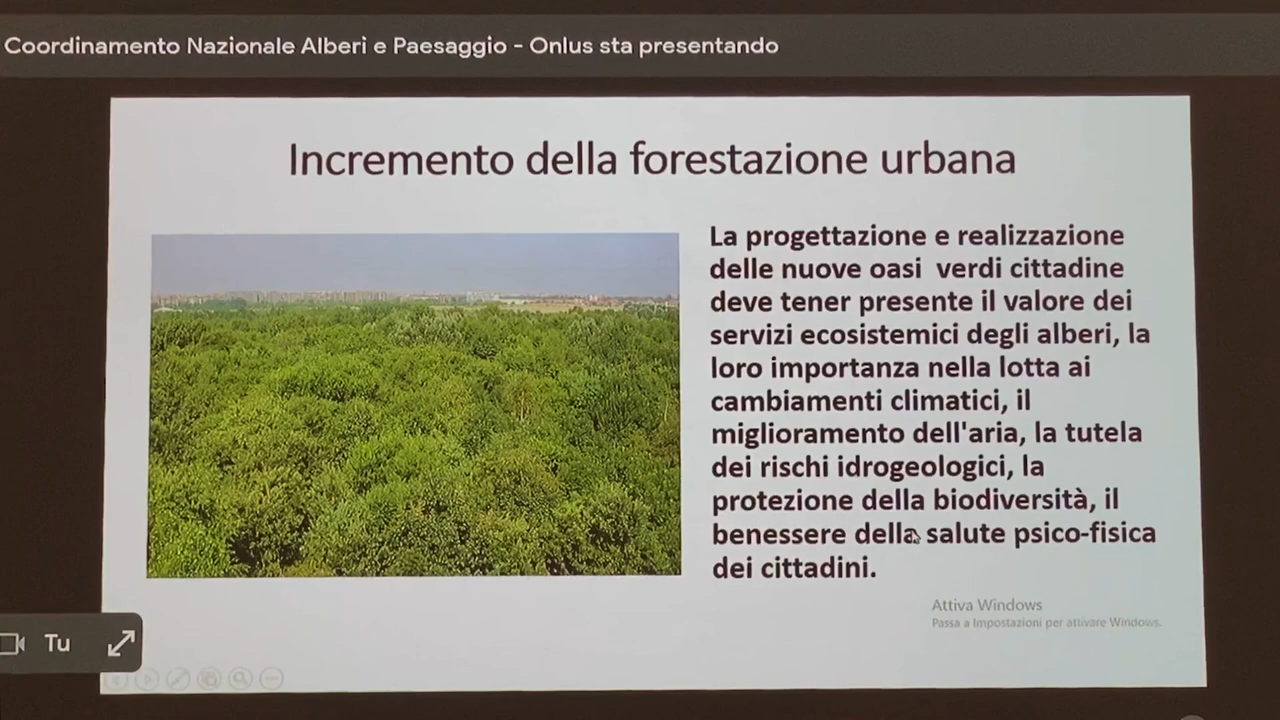 Coordinamento Nazionale Alberi e Paesaggio - Onlus sta presentando
Incremento della forestazione urbana
La progettazione e realizzazione
delle nuove oasi verdi cittadine
deve tener presente il valore dei
servizi ecosistemici degli alberi, la
loro importanza nella lotta ai
cambiamenti climatici, il
miglioramento dell'aria, la tutela
dei rischi idrogeologici, la
protezione della biodiversità, il
benessere della salute psico-fisica
dei cittadini.
Attiva Windows
Passa a Impostazioni per attivare Windows.
Tu